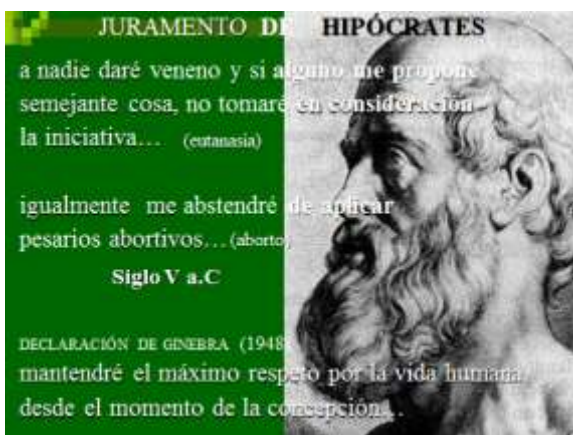 JURAMENTO DE HIPÓCRATES
a nadie daré veneno y si alguno me propone
semejante cosa, no tomaré en consideración
la iniciativa... (eutanasia)
igualmente me abstendré de aplicar
pesarios abortivos...(aborto)
Siglo V a.C
DECLARACIÓN DE GINEBRA (1948)
mantendré el máximo respeto por la vida humana
desde el momento de la concepción...